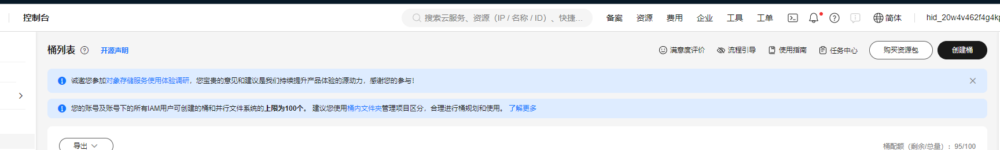 控制台 搜索云服务、资源（IP / 名称 / ID）、快捷... 备案 资源 费用 企业 工具 工单 简体 hid_20w4v462f4g4kp
桶列表 开源声明 满意度评价 流程引导 使用指南 任务中心 购买资源包 创建桶
诚邀您参加对象存储服务使用体验调研，您宝贵的意见和建议是我们持续提升产品体验的源动力，感谢您的参与！
您的账号及账号下的所有IAM用户可创建的桶和并行文件系统的上限为100个。 建议您使用桶内文件夹管理项目区分，合理进行桶规划和使用。 了解更多
导出 桶配额（剩余/总量）：95/100